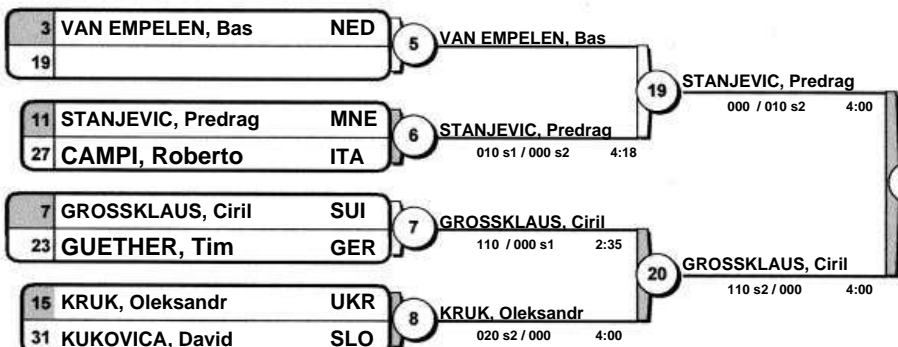 3 VAN EMPELEN, Bas NED
19
5 VAN EMPELEN, Bas
11 STANJEVIC, Predrag MNE
27 CAMPI, Roberto ITA
6 STANJEVIC, Predrag
010 s1 / 000 s2 4:18
19 STANJEVIC, Predrag
000 / 010 s2 4:00
7 GROSSKLAUS, Ciril SUI
23 GUETHER, Tim GER
7 GROSSKLAUS, Ciril
110 / 000 s1 2:35
15 KRUK, Oleksandr UKR
31 KUKOVICA, David SLO
8 KRUK, Oleksandr
020 s2 / 000 4:00
20 GROSSKLAUS, Ciril
110 s2 / 000 4:00